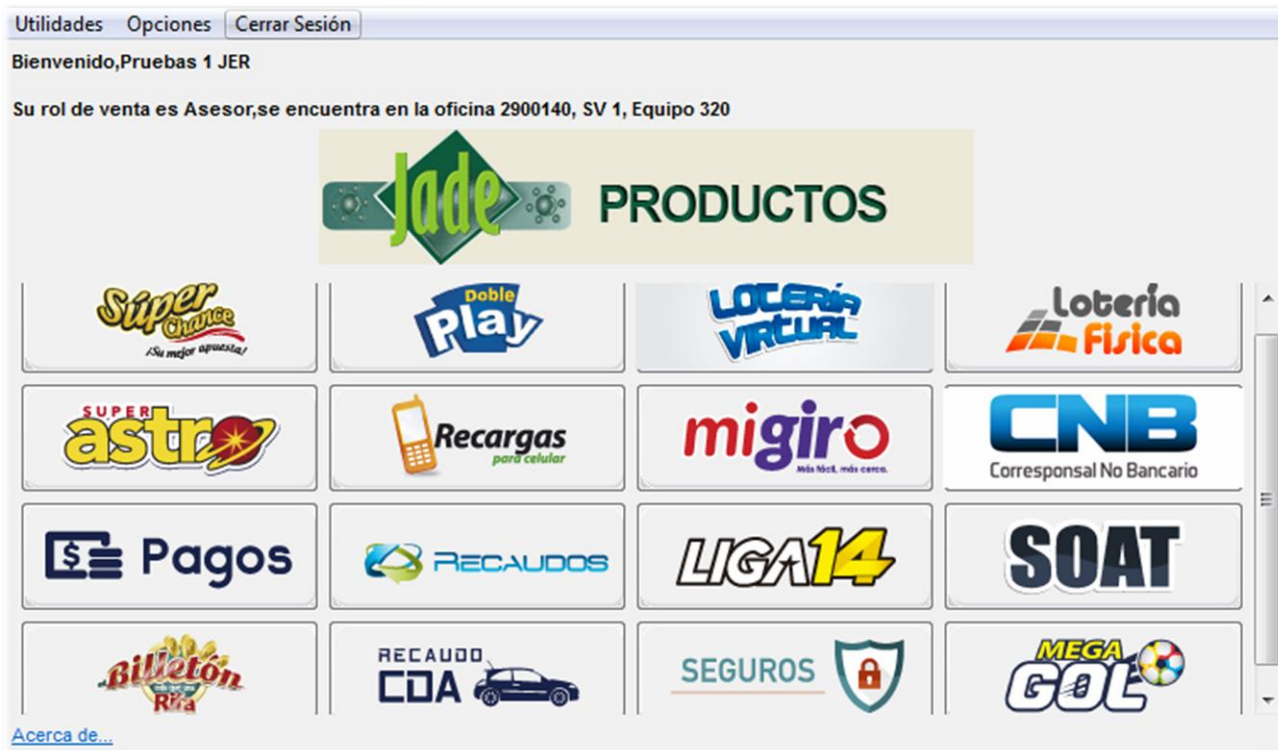 Utilidades Opciones Cerrar Sesión
Bienvenido,Pruebas 1 JER
Su rol de venta es Asesor,se encuentra en la oficina 2900140, SV 1, Equipo 320
Jade PRODUCTOS
Súper Chance
¡Su mejor apuesta!
Doble
Play
LOTERÍA
VIRTUAL
Lotería
Física
SUPER
astro
Recargas
para celular
migiro
Más fácil, más cerca.
CNB
Corresponsal No Bancario
$ Pagos
RECAUDOS
LIGA14
SOAT
Billetón
más que una
Rifa
RECAUDO
CDA
SEGUROS
MEGA
GOL
Acerca de...